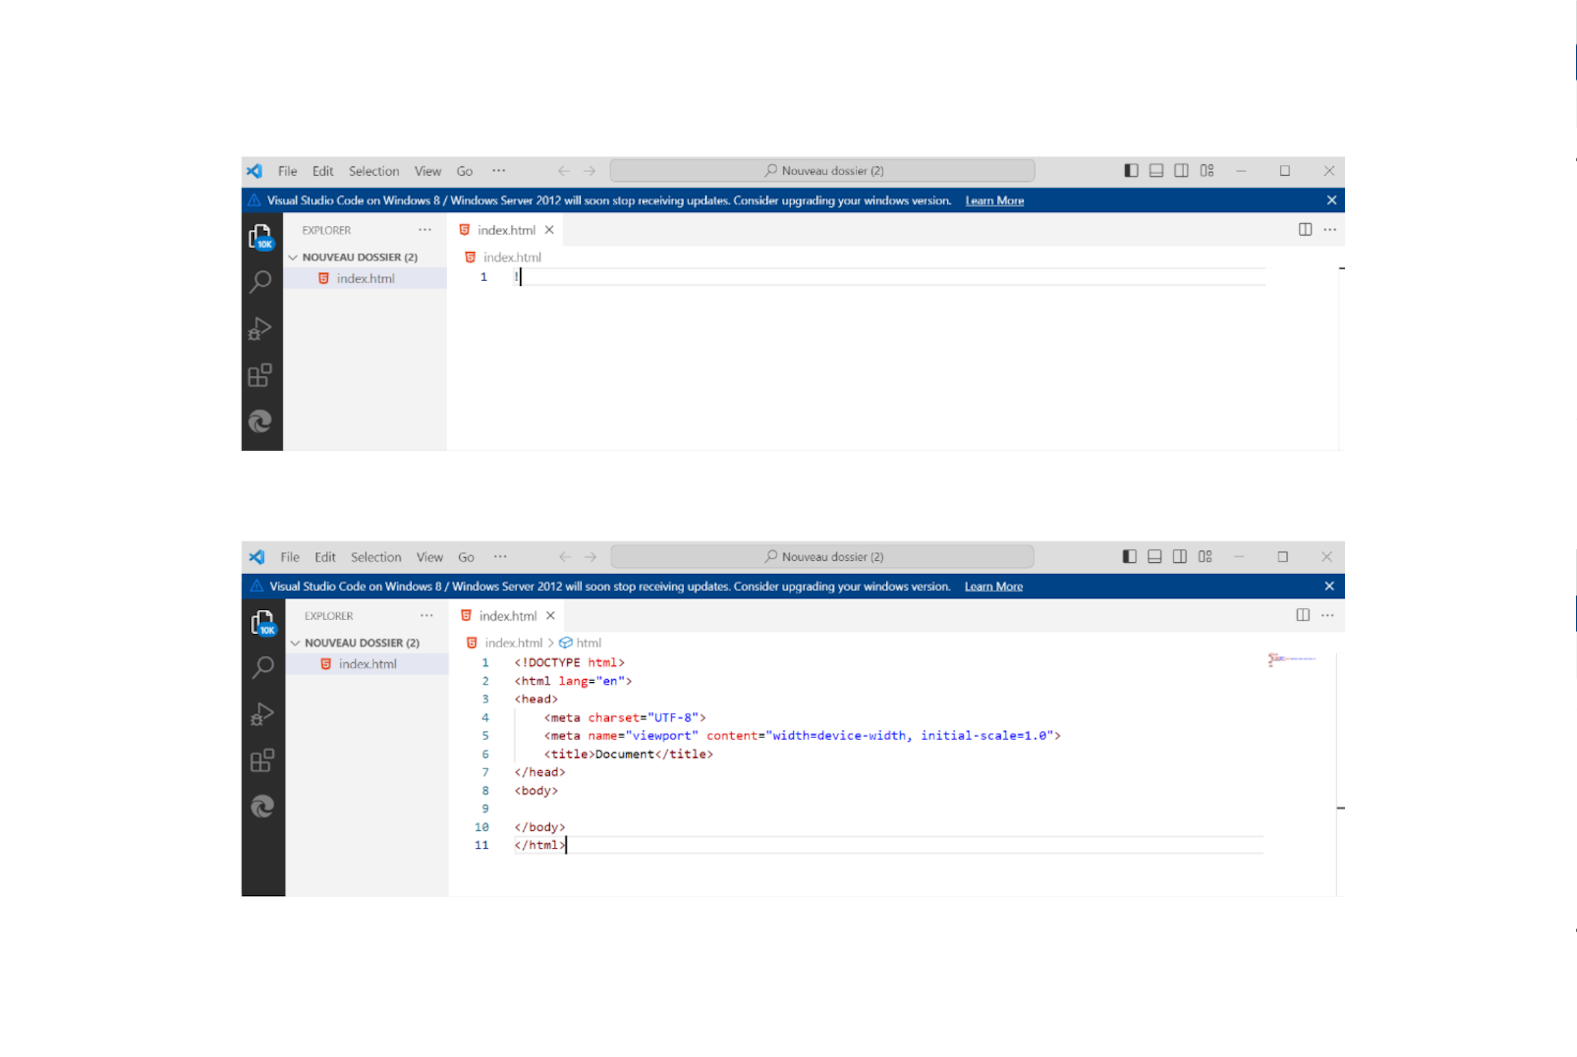 File Edit Selection View Go ··· Nouveau dossier (2)
Visual Studio Code on Windows 8 / Windows Server 2012 will soon stop receiving updates. Consider upgrading your windows version. Learn More
EXPLORER ··· index.html
10K
NOUVEAU DOSSIER (2) index.html
index.html 1 !
File Edit Selection View Go ··· Nouveau dossier (2)
Visual Studio Code on Windows 8 / Windows Server 2012 will soon stop receiving updates. Consider upgrading your windows version. Learn More
EXPLORER ··· index.html
10K
NOUVEAU DOSSIER (2) index.html > html
index.html
1 <!DOCTYPE html>
2 <html lang="en">
3 <head>
4 <meta charset="UTF-8">
5 <meta name="viewport" content="width=device-width, initial-scale=1.0">
6 <title>Document</title>
7 </head>
8 <body>
9
10 </body>
11 </html>